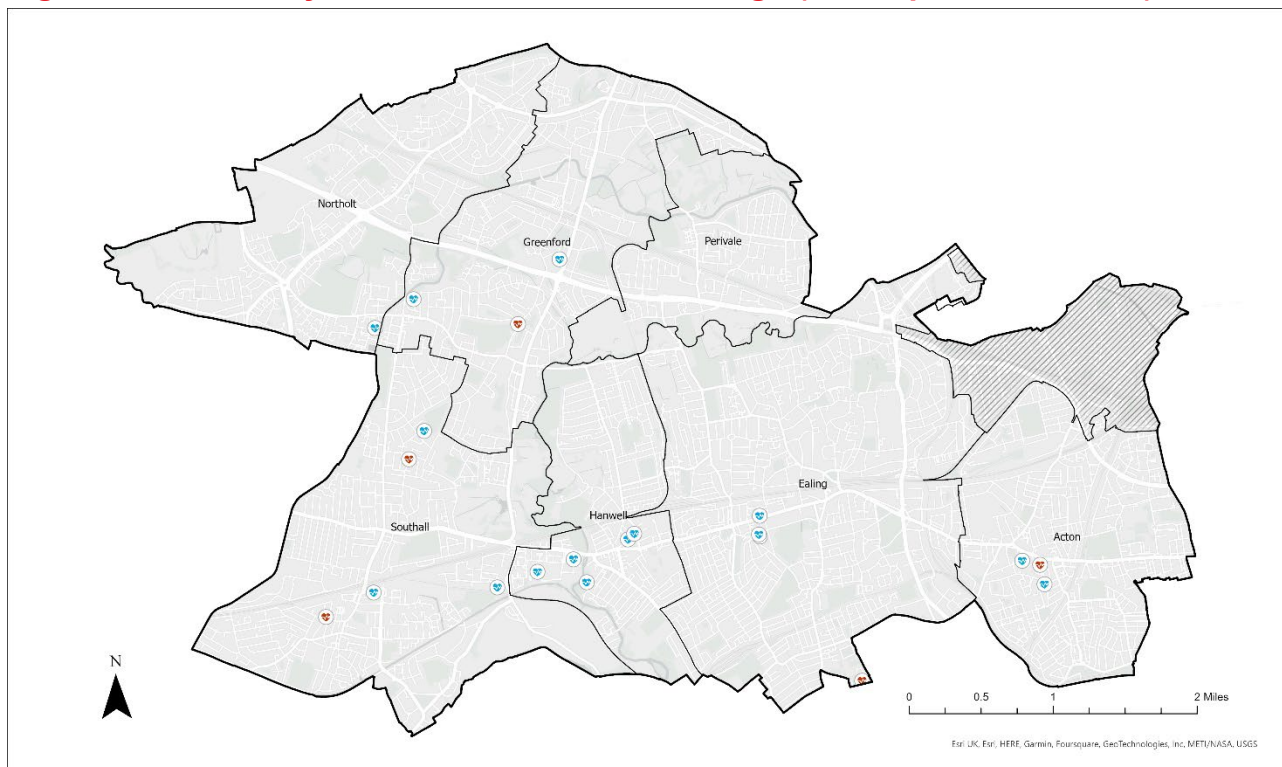 Northolt
Greenford
Perivale
Ealing
Southall
Hanwell
Acton
N
0 0.5 1 2 Miles
Esri UK, Esri, HERE, Garmin, Foursquare, GeoTechnologies, Inc, METI/NASA, USGS